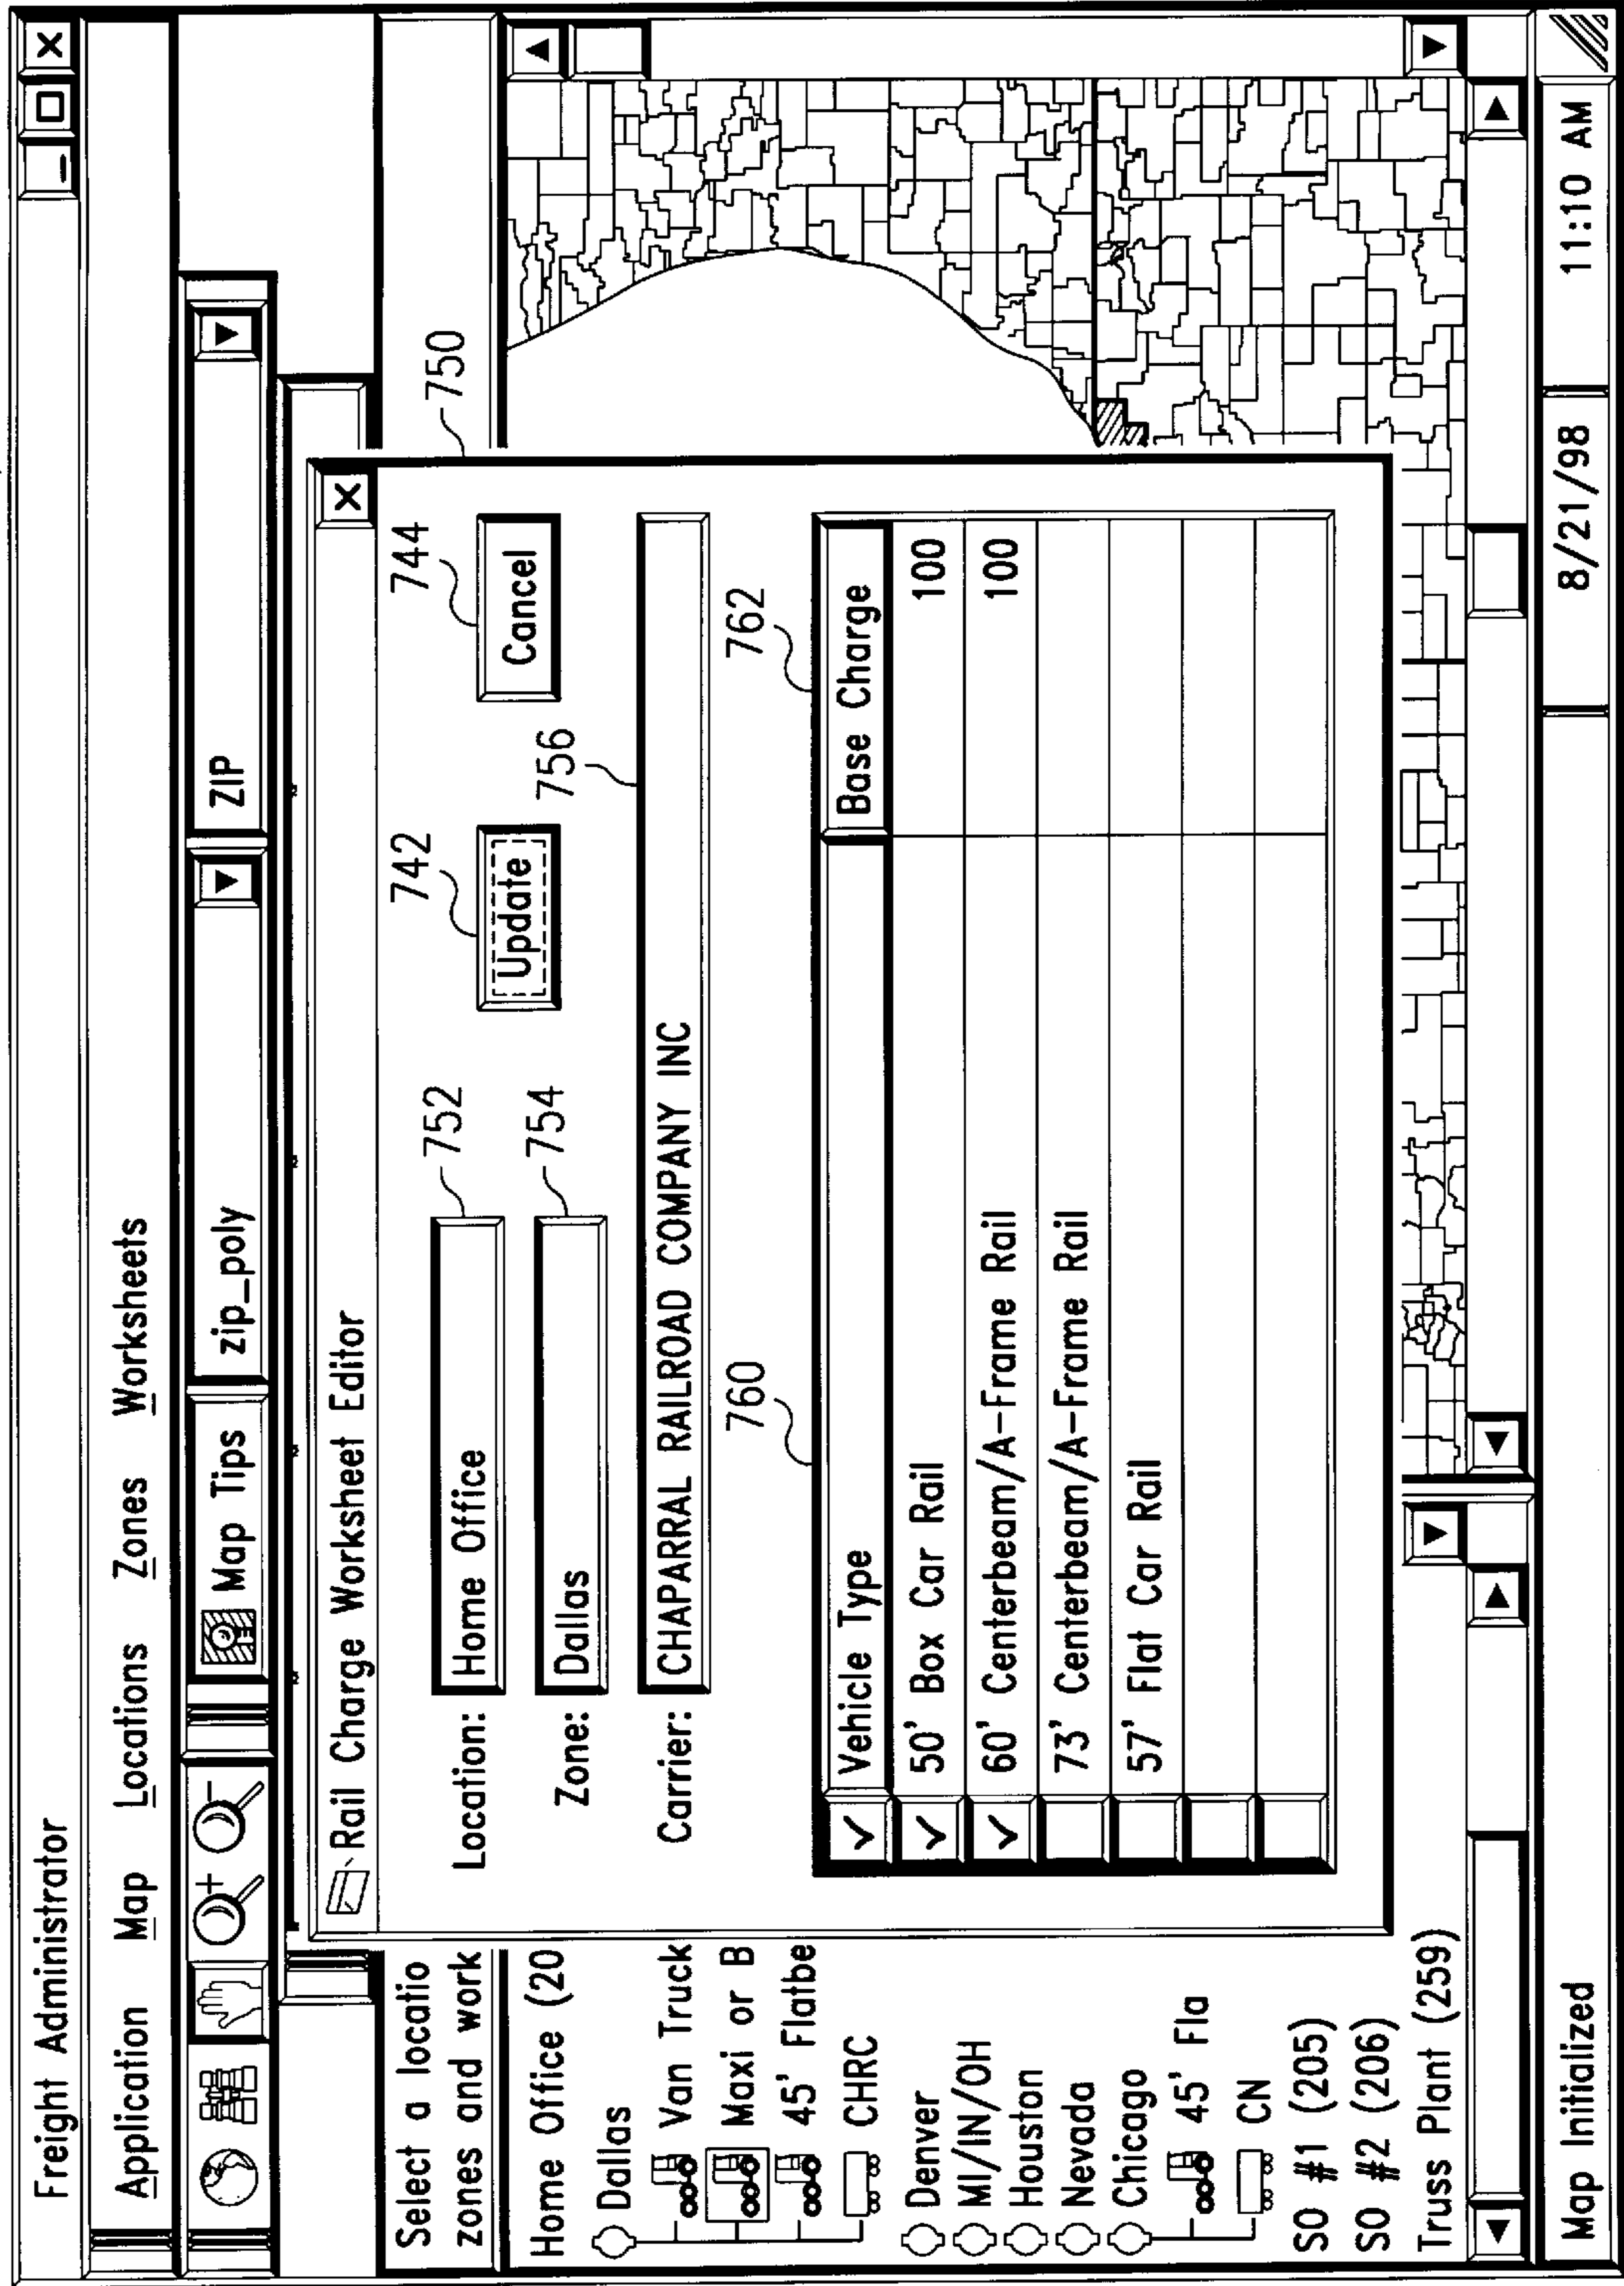 Freight Administrator
Application Map Locations Zones Worksheets
Map Tips zip_poly ZIP
Rail Charge Worksheet Editor
750
Select a locatio
zones and work
Home Office (20
Dallas
Van Truck
Maxi or B
45' Flatbe
CHRC
Denver
MI/IN/OH
Houston
Nevada
Chicago
45' Fla
CN
SO #1 (205)
SO #2 (206)
Truss Plant (259)
752 742 744
Location: Home Office Update Cancel
754 756
Zone: Dallas
Carrier: CHAPARRAL RAILROAD COMPANY INC
760 762
Vehicle Type Base Charge
50' Box Car Rail 100
60' Centerbeam/A-Frame Rail 100
73' Centerbeam/A-Frame Rail
57' Flat Car Rail
Map Initialized 8/21/98 11:10 AM